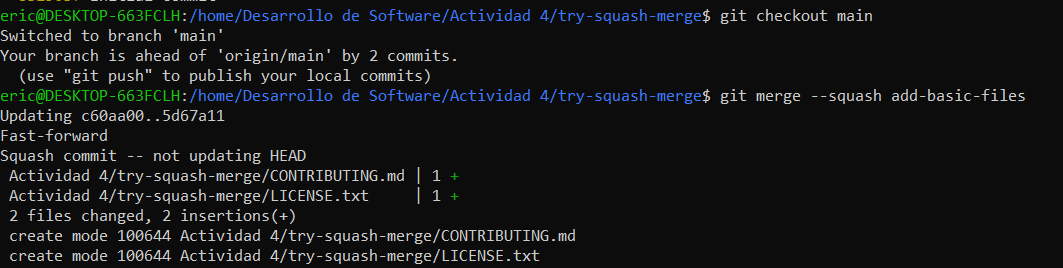 eric@DESKTOP-663FCLH:/home/Desarrollo de Software/Actividad 4/try-squash-merge$ git checkout main
Switched to branch 'main'
Your branch is ahead of 'origin/main' by 2 commits.
  (use "git push" to publish your local commits)
eric@DESKTOP-663FCLH:/home/Desarrollo de Software/Actividad 4/try-squash-merge$ git merge --squash add-basic-files
Updating c60aa00..5d67a11
Fast-forward
Squash commit -- not updating HEAD
 Actividad 4/try-squash-merge/CONTRIBUTING.md | 1 +
 Actividad 4/try-squash-merge/LICENSE.txt     | 1 +
 2 files changed, 2 insertions(+)
 create mode 100644 Actividad 4/try-squash-merge/CONTRIBUTING.md
 create mode 100644 Actividad 4/try-squash-merge/LICENSE.txt